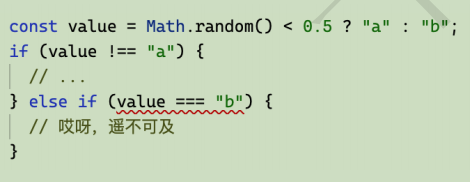 const value = Math.random() < 0.5 ? "a" : "b";
if (value !== "a") {
// ...
} else if (value === "b") {
// 哎呀，遥不可及
}